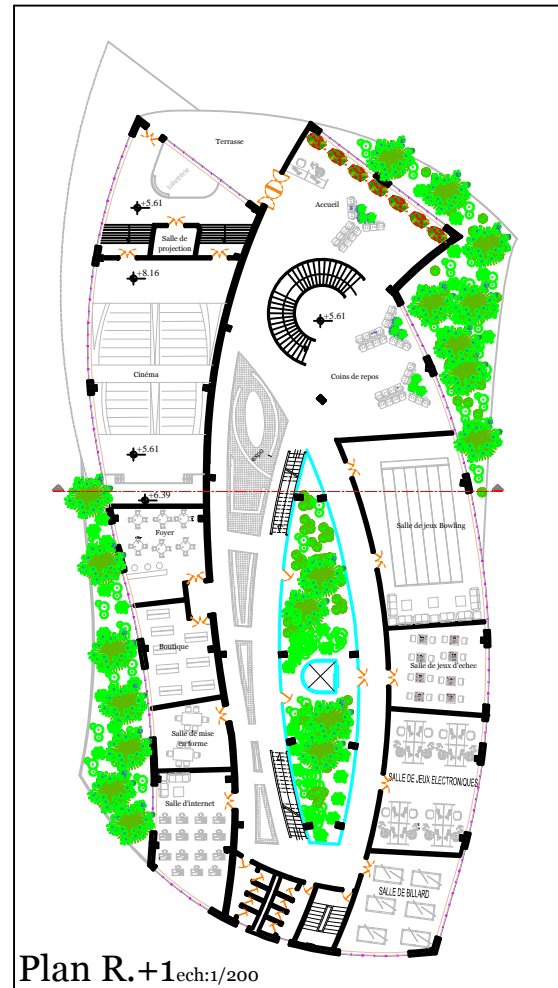 Terrasse
billetterie
Accueil
+5.61
Salle de
projection
+8.16
+5.61
Coins de repos
Cinéma
expo
+5.61
+6.39
Foyer
Salle de jeux Bowling
Boutique
Salle de jeux d'echec
Salle de mise
en forme
SALLE DE JEUX ELECTRONIQUES
Salle d'internet
SALLE DE BILLARD
Plan R.+1ech:1/200